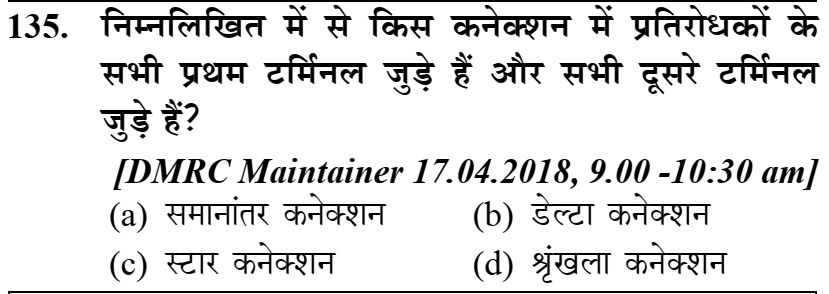 135. निम्नलिखित में से किस कनेक्शन में प्रतिरोधकों के
सभी प्रथम टर्मिनल जुड़े हैं और सभी दूसरे टर्मिनल
जुड़े हैं?
[DMRC Maintainer 17.04.2018, 9.00 -10:30 am]
(a) समानांतर कनेक्शन (b) डेल्टा कनेक्शन
(c) स्टार कनेक्शन (d) श्रृंखला कनेक्शन